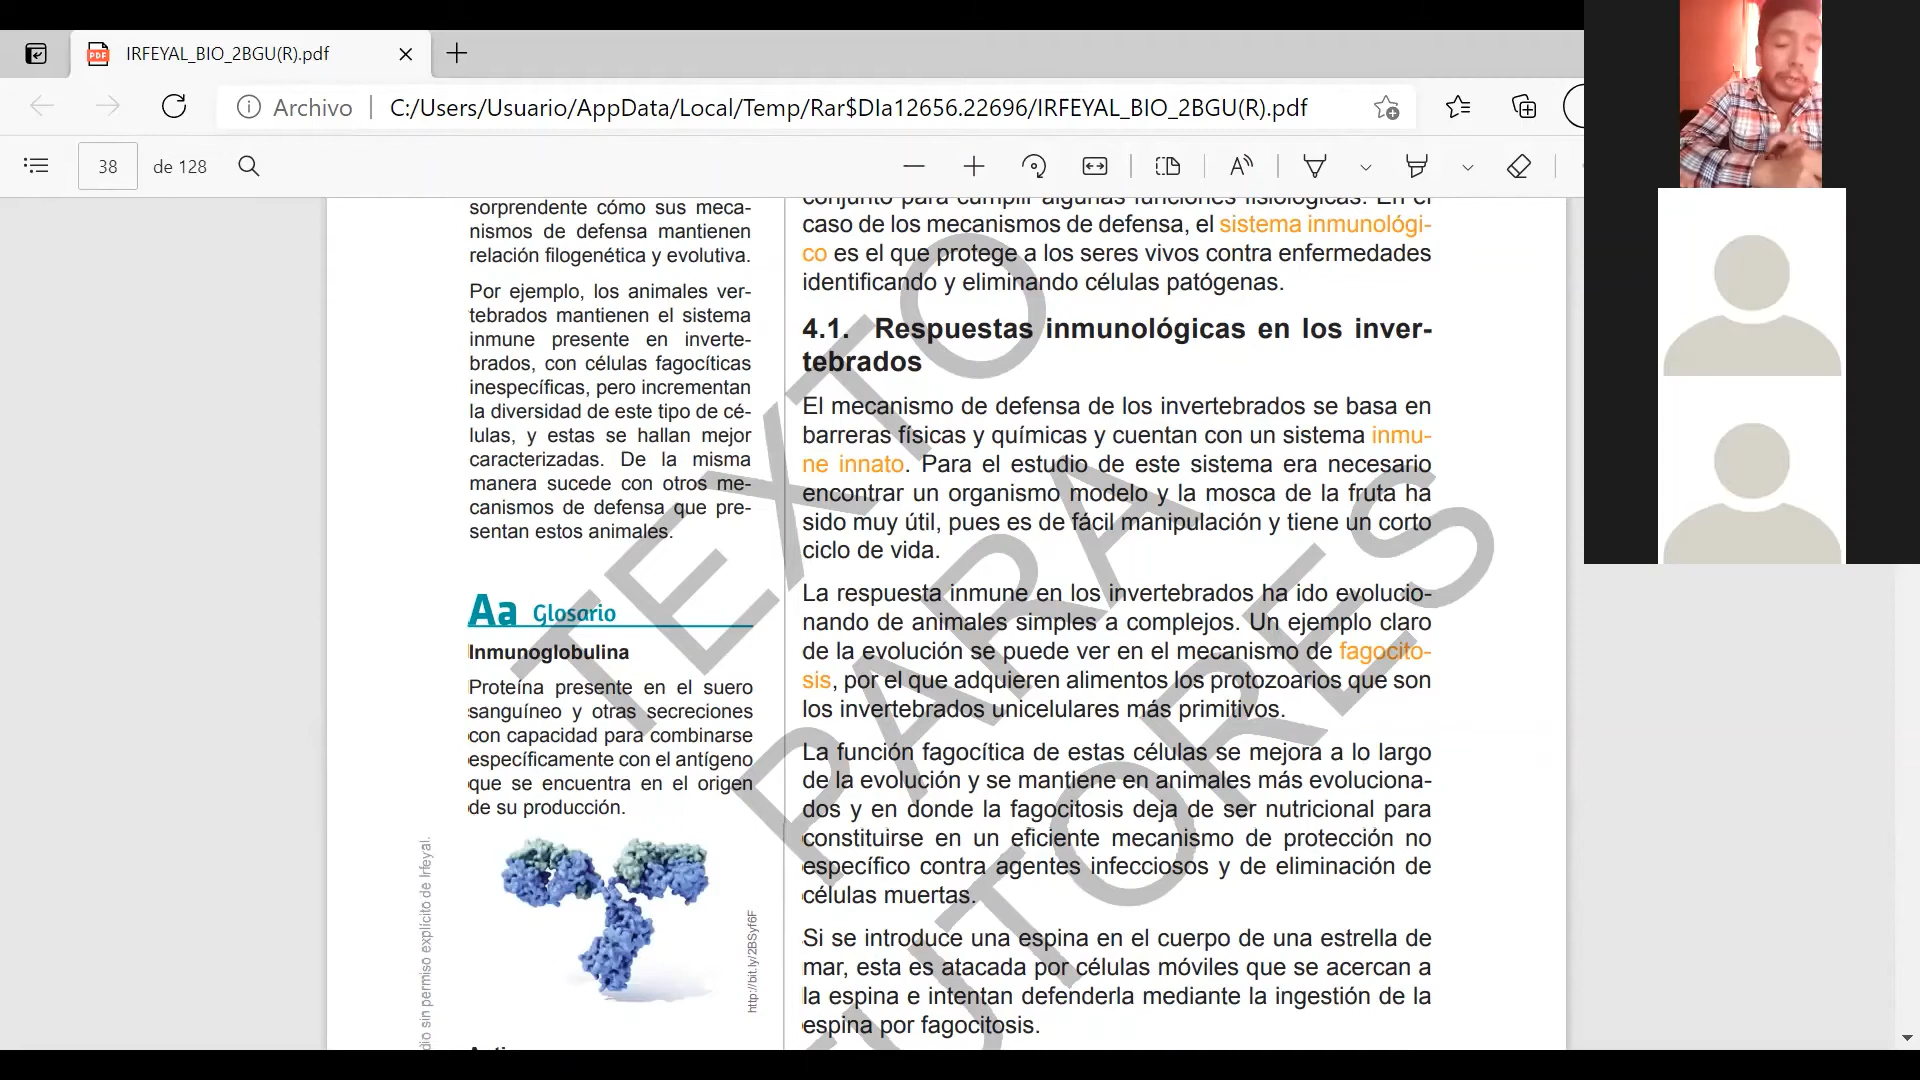 IRFEYAL_BIO_2BGU(R).pdf
Archivo
C:/Users/Usuario/AppData/Local/Temp/Rar$DIa12656.22696/IRFEYAL_BIO_2BGU(R).pdf
38 de 128
sorprendente cómo sus meca-
nismos de defensa mantienen
relación filogenética y evolutiva.
Por ejemplo, los animales ver-
tebrados mantienen el sistema
inmune presente en inverte-
brados, con células fagocíticas
inespecíficas, pero incrementan
la diversidad de este tipo de cé-
lulas, y estas se hallan mejor
caracterizadas. De la misma
manera sucede con otros me-
canismos de defensa que pre-
sentan estos animales.
Aa Glosario
Inmunoglobulina
Proteína presente en el suero
sanguíneo y otras secreciones
con capacidad para combinarse
específicamente con el antígeno
que se encuentra en el origen
de su producción.
http://bit.ly/2BSyf6F
dio sin permiso explícito de Irfeyal.
conjunto para cumplir algunas funciones fisiológicas. En el
caso de los mecanismos de defensa, el sistema inmunológi-
co es el que protege a los seres vivos contra enfermedades
identificando y eliminando células patógenas.
4.1. Respuestas inmunológicas en los inver-
tebrados
El mecanismo de defensa de los invertebrados se basa en
barreras físicas y químicas y cuentan con un sistema inmu-
ne innato. Para el estudio de este sistema era necesario
encontrar un organismo modelo y la mosca de la fruta ha
sido muy útil, pues es de fácil manipulación y tiene un corto
ciclo de vida.
La respuesta inmune en los invertebrados ha ido evolucio-
nando de animales simples a complejos. Un ejemplo claro
de la evolución se puede ver en el mecanismo de fagocito-
sis, por el que adquieren alimentos los protozoarios que son
los invertebrados unicelulares más primitivos.
La función fagocítica de estas células se mejora a lo largo
de la evolución y se mantiene en animales más evoluciona-
dos y en donde la fagocitosis deja de ser nutricional para
constituirse en un eficiente mecanismo de protección no
específico contra agentes infecciosos y de eliminación de
células muertas.
Si se introduce una espina en el cuerpo de una estrella de
mar, esta es atacada por células móviles que se acercan a
la espina e intentan defenderla mediante la ingestión de la
espina por fagocitosis.
TEXTO
PARA
TUTORES